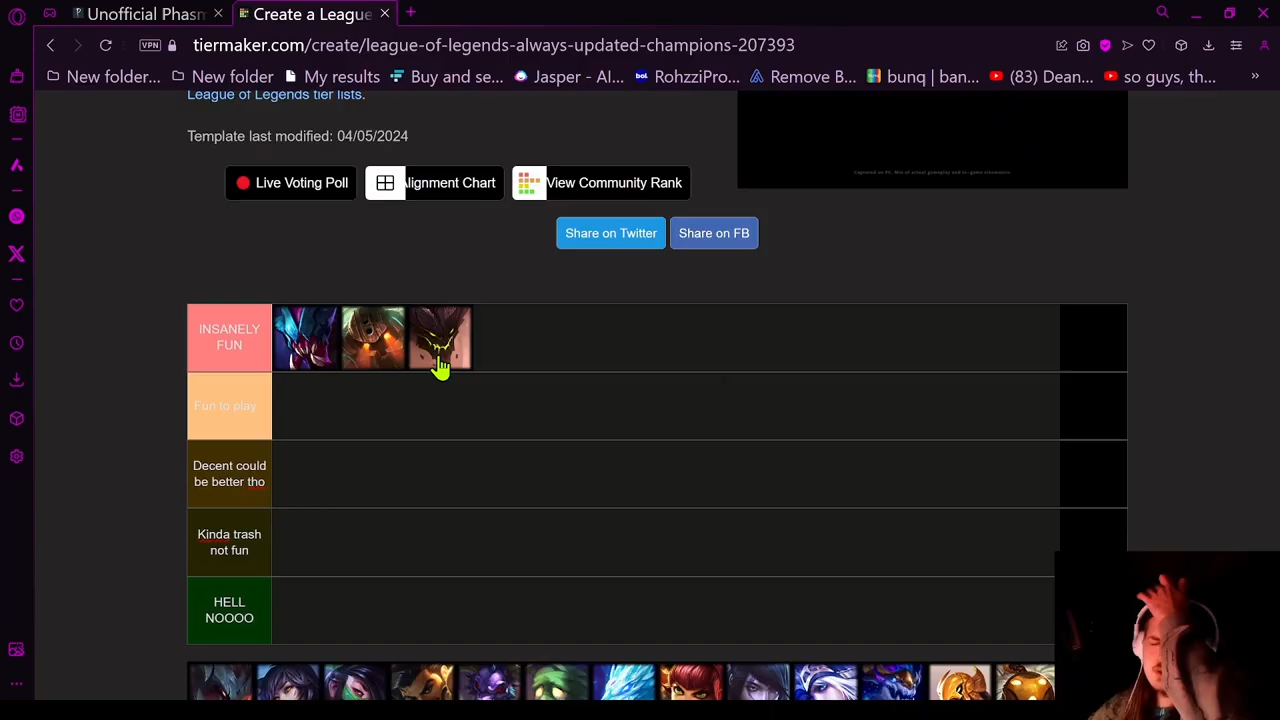 Unofficial Phasm
Create a League
VPN
tiermaker.com/create/league-of-legends-always-updated-champions-207393
New folder...
New folder
My results
Buy and se...
Jasper - AI...
RohzziPro...
Remove B...
bunq | ban...
(83) Dean...
so guys, th...
League of Legends tier lists.
Template last modified: 04/05/2024
Live Voting Poll
Alignment Chart
View Community Rank
Share on Twitter
Share on FB
INSANELY
FUN
Fun to play
Decent could
be better tho
Kinda trash
not fun
HELL
NOOOO